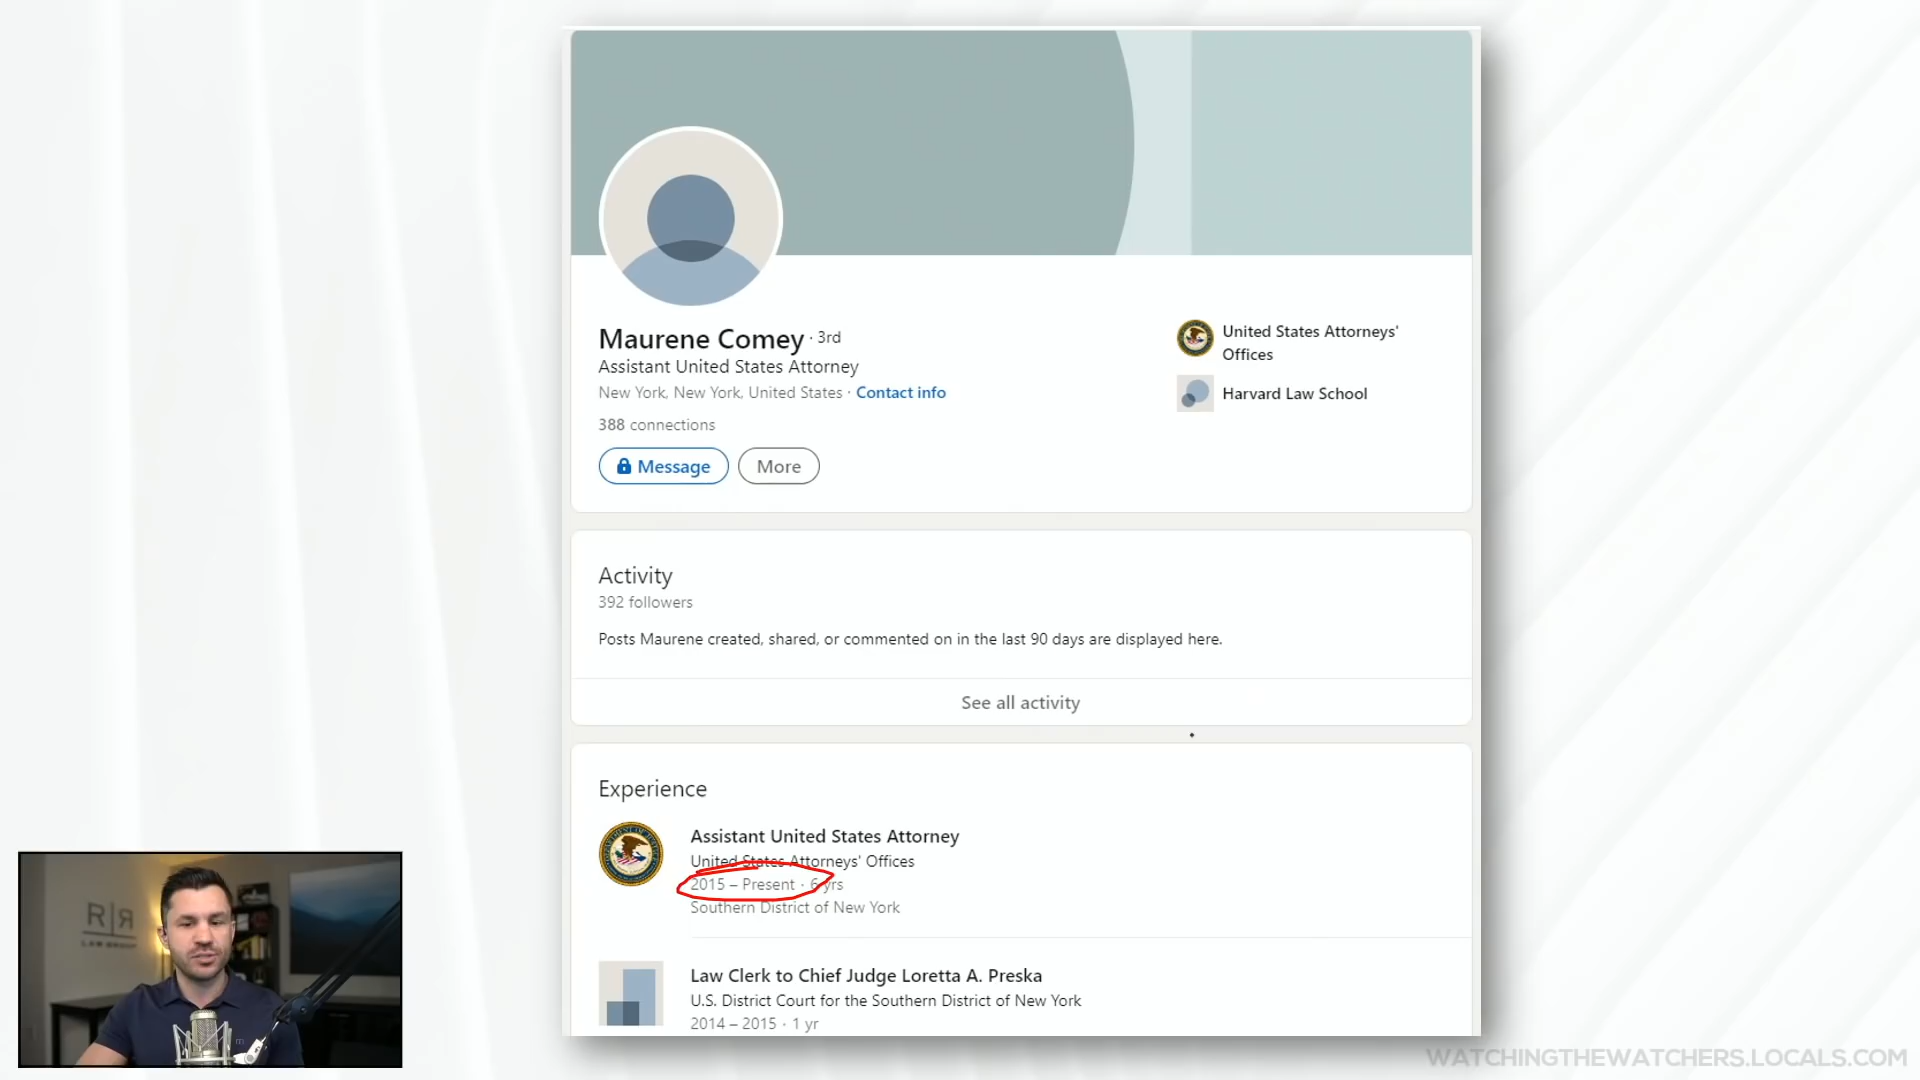 Maurene Comey · 3rd
Assistant United States Attorney
New York, New York, United States · Contact info
388 connections
Message
More
United States Attorneys'
Offices
Harvard Law School
Activity
392 followers
Posts Maurene created, shared, or commented on in the last 90 days are displayed here.
See all activity
Experience
Assistant United States Attorney
United States Attorneys' Offices
2015 – Present · 6 yrs
Southern District of New York
Law Clerk to Chief Judge Loretta A. Preska
U.S. District Court for the Southern District of New York
2014 – 2015 · 1 yr
R|R
LAW GROUP
WATCHINGTHEWATCHERS.LOCALS.COM